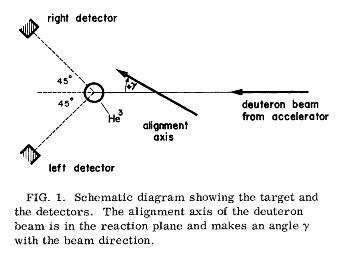 right detector
45°
45°
He³
+γ
alignment
axis
deuteron beam
from accelerator
left detector
FIG. 1. Schematic diagram showing the target and
the detectors. The alignment axis of the deuteron
beam is in the reaction plane and makes an angle γ
with the beam direction.